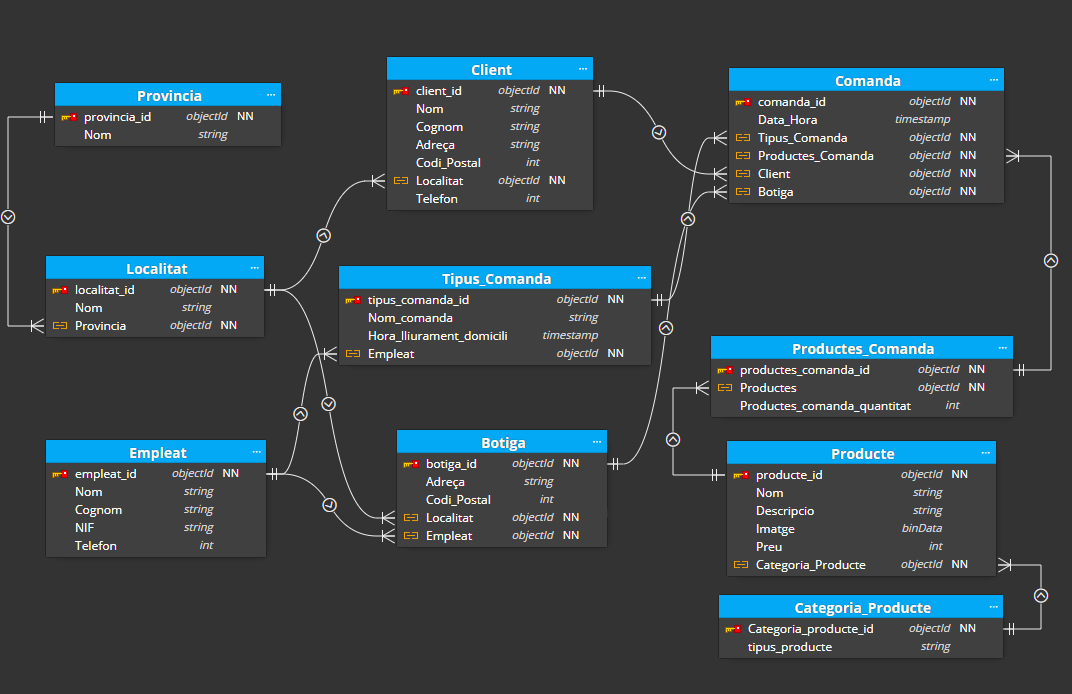 Provincia ...
provincia_id objectId NN
Nom string
Client ...
client_id objectId NN
Nom string
Cognom string
Adreça string
Codi_Postal int
Localitat objectId NN
Telefon int
Comanda ...
comanda_id objectId NN
Data_Hora timestamp
Tipus_Comanda objectId NN
Productes_Comanda objectId NN
Client objectId NN
Botiga objectId NN
Localitat ...
localitat_id objectId NN
Nom string
Provincia objectId NN
Tipus_Comanda ...
tipus_comanda_id objectId NN
Nom_comanda string
Hora_lliurament_domicili timestamp
Empleat objectId NN
Productes_Comanda ...
productes_comanda_id objectId NN
Productes objectId NN
Productes_comanda_quantitat int
Empleat ...
empleat_id objectId NN
Nom string
Cognom string
NIF string
Telefon int
Botiga ...
botiga_id objectId NN
Adreça string
Codi_Postal int
Localitat objectId NN
Empleat objectId NN
Producte ...
producte_id objectId NN
Nom string
Descripcio string
Imatge binData
Preu int
Categoria_Producte objectId NN
Categoria_Producte ...
Categoria_producte_id objectId NN
tipus_producte string